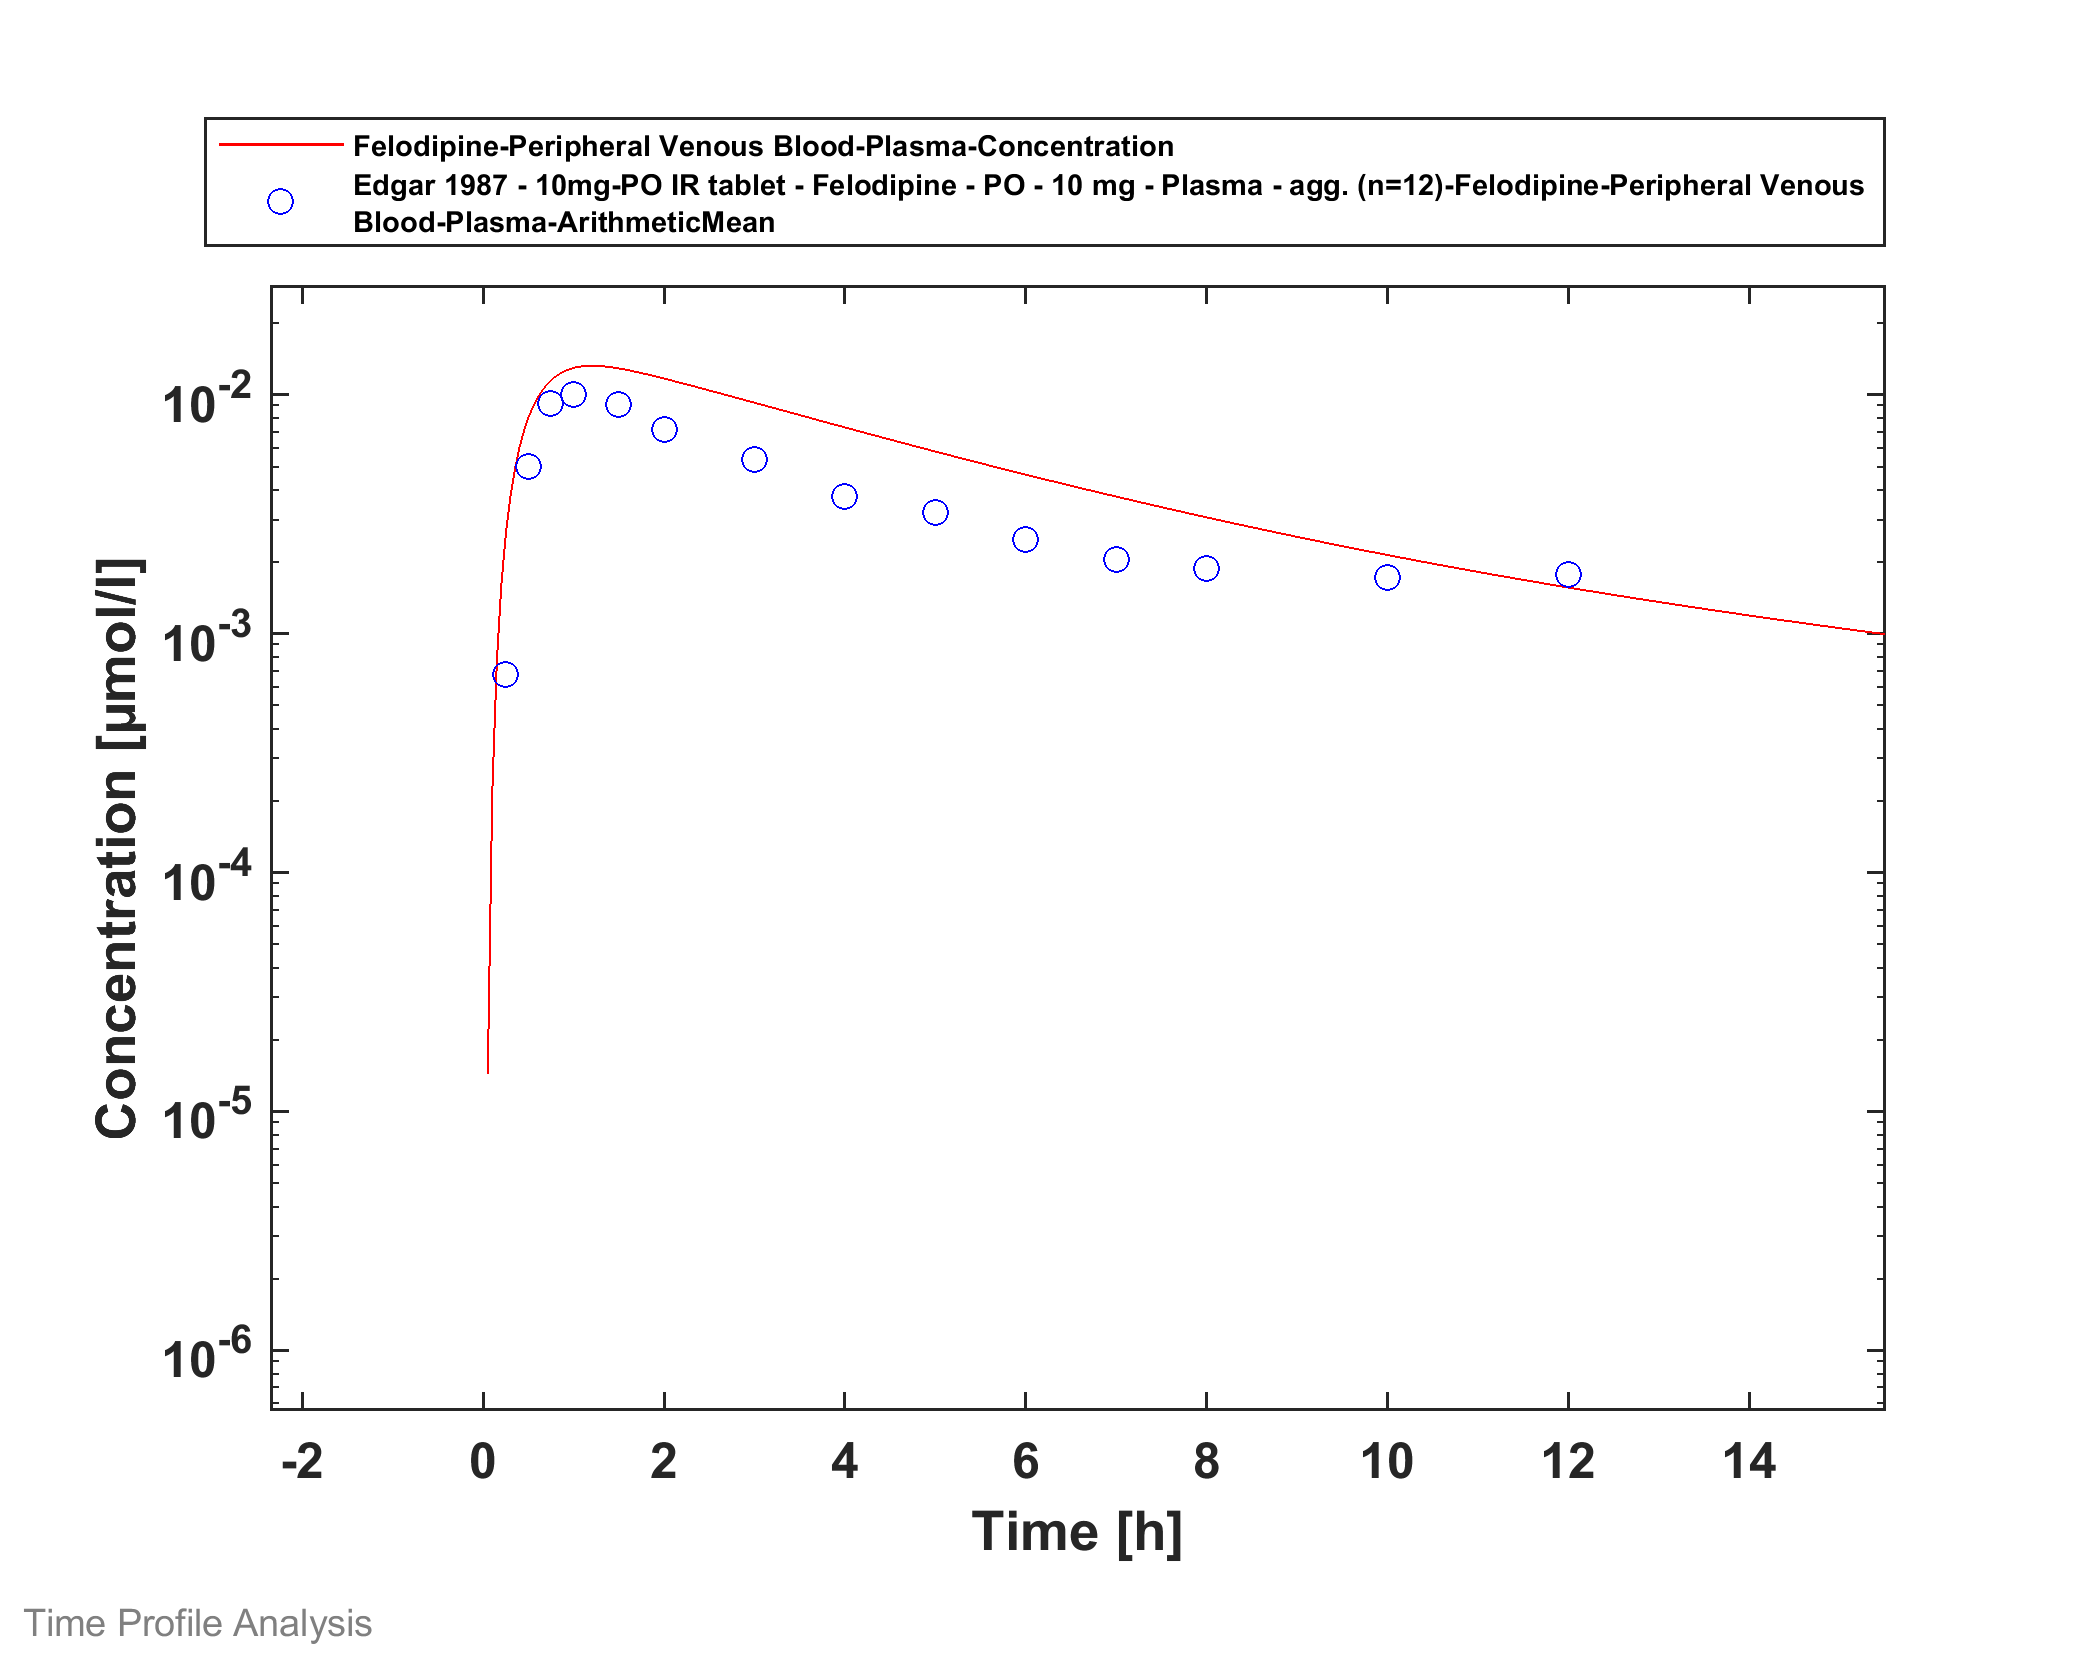 Felodipine-Peripheral Venous Blood-Plasma-Concentration
Edgar 1987 - 10mg-PO IR tablet - Felodipine - PO - 10 mg - Plasma - agg. (n=12)-Felodipine-Peripheral Venous
Blood-Plasma-ArithmeticMean
10-2
10-3
10-4
10-5
10-6
Concentration [µmol/l]
-2 0 2 4 6 8 10 12 14
Time [h]
Time Profile Analysis